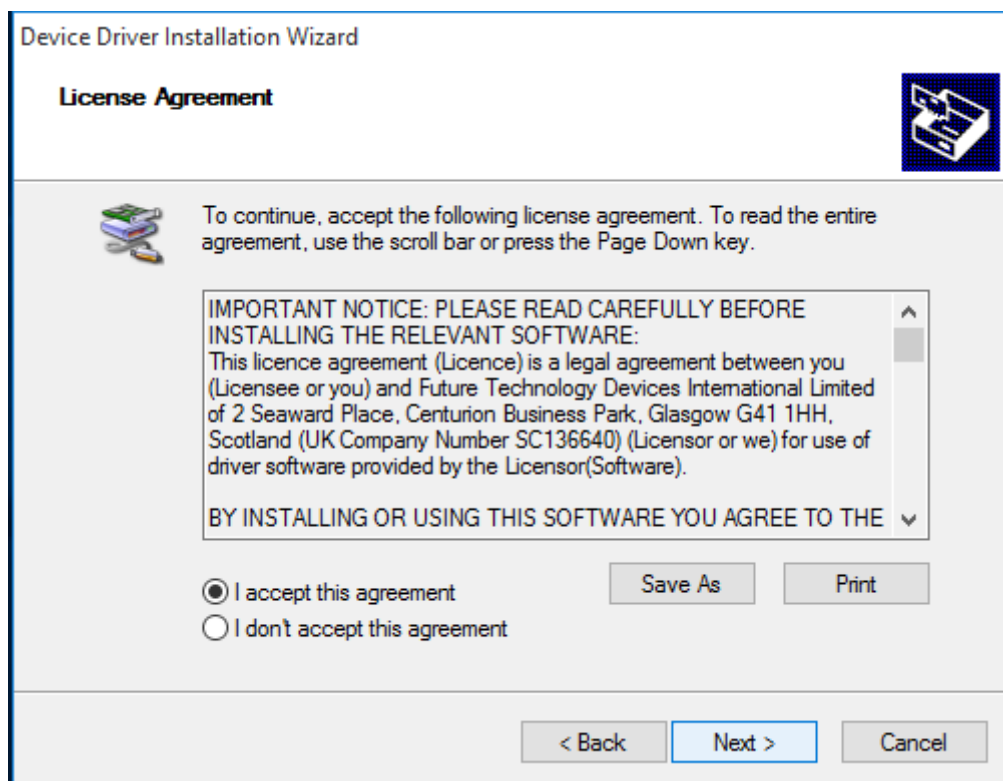 Device Driver Installation Wizard
License Agreement
To continue, accept the following license agreement. To read the entire
agreement, use the scroll bar or press the Page Down key.
IMPORTANT NOTICE: PLEASE READ CAREFULLY BEFORE
INSTALLING THE RELEVANT SOFTWARE:
This licence agreement (Licence) is a legal agreement between you
(Licensee or you) and Future Technology Devices International Limited
of 2 Seaward Place, Centurion Business Park, Glasgow G41 1HH,
Scotland (UK Company Number SC136640) (Licensor or we) for use of
driver software provided by the Licensor(Software).
BY INSTALLING OR USING THIS SOFTWARE YOU AGREE TO THE
I accept this agreement
Save As
Print
I don't accept this agreement
< Back
Next >
Cancel